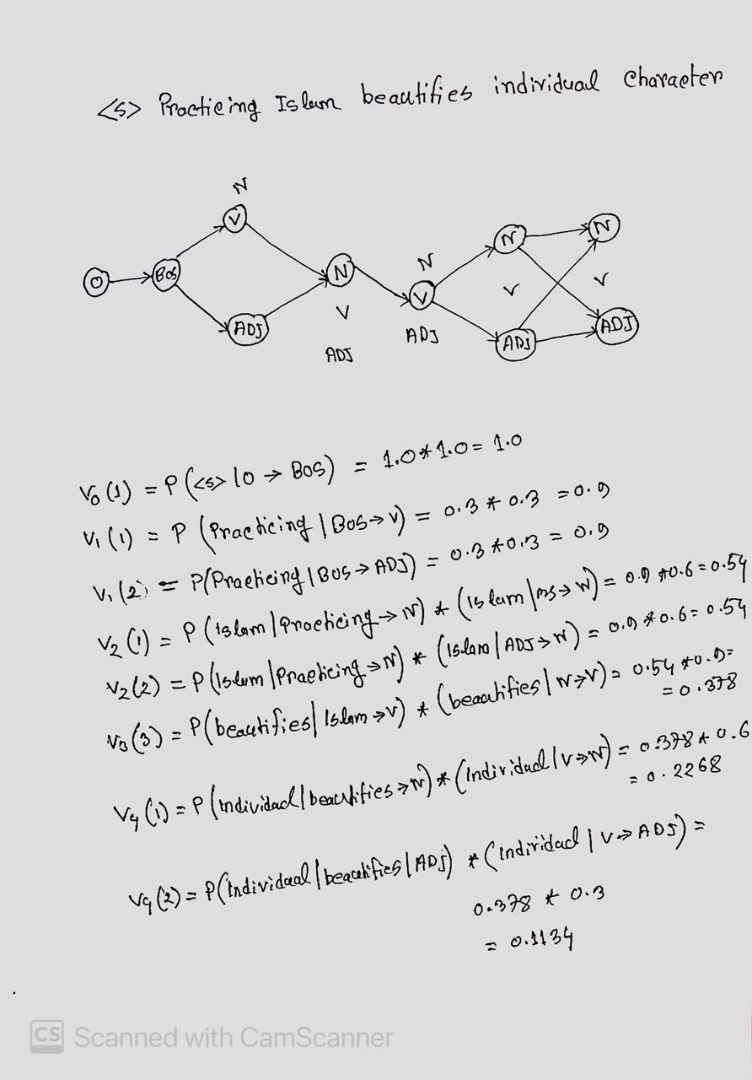 <s> Practicing Islam beautifies individual character
N
V
N
N
N
N
BOS
O
V
V
V
V
ADJ
ADJ
ADJ
ADJ
ADJ
V₀(1) = P(<s> | 0 → BOS) = 1.0 * 1.0 = 1.0
V₁(1) = P (Practicing | BOS → V) = 0.3 * 0.3 = 0.9
V₁(2) = P(Practicing | BOS → ADJ) = 0.3 * 0.3 = 0.9
V₂(1) = P(Islam | Practicing → N) * (Islam | → N) = 0.9 * 0.6 = 0.54
V₂(2) = P(Islam | Practicing → N) * (Islam | ADJ → N) = 0.9 * 0.6 = 0.54
V₃(3) = P(beautifies | Islam → V) * (beautifies | N → V) = 0.54 * 0. =
= 0.378
V₄(1) = P(Individual | beautifies → N) * (Individual | V → N) = 0.378 * 0.6
= 0.2268
V₄(2) = P(Individual | beautifies | ADJ) * (Individual | V → ADJ) =
0.378 * 0.3
= 0.1134
CS Scanned with CamScanner